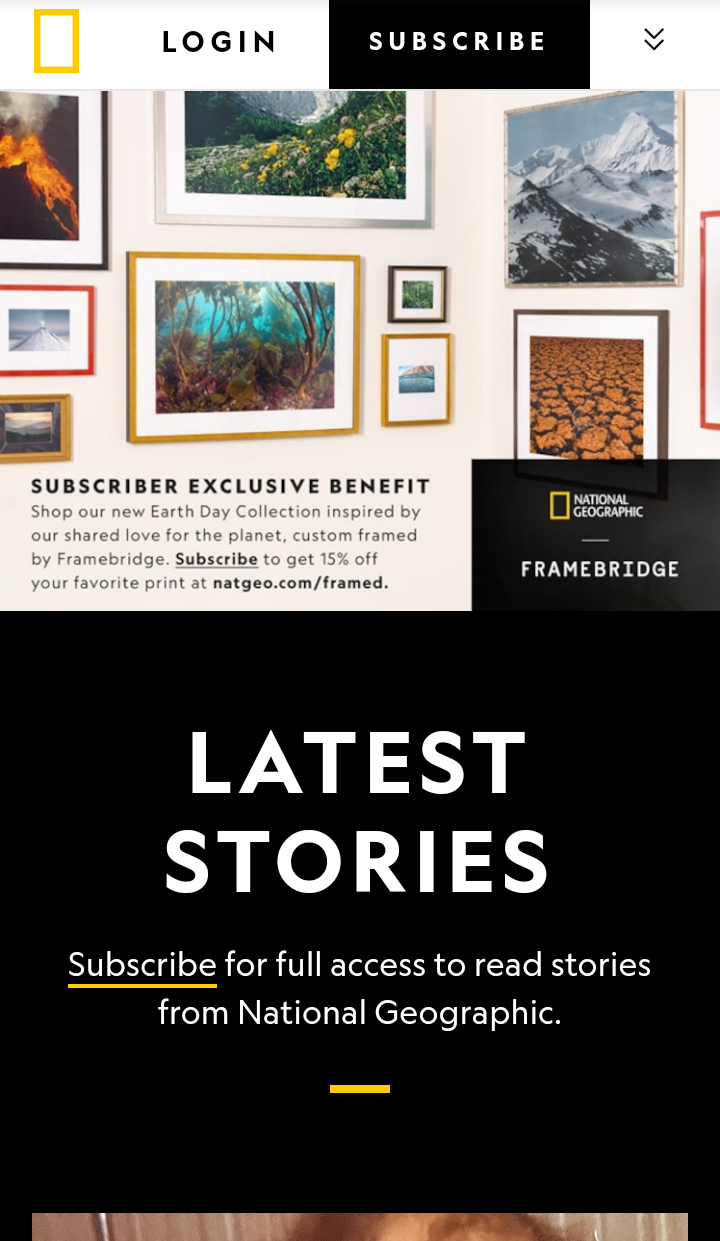 LOGIN
SUBSCRIBE
SUBSCRIBER EXCLUSIVE BENEFIT
Shop our new Earth Day Collection inspired by
our shared love for the planet, custom framed
by Framebridge. Subscribe to get 15% off
your favorite print at natgeo.com/framed.
NATIONAL
GEOGRAPHIC
FRAMEBRIDGE
LATEST
STORIES
Subscribe for full access to read stories
from National Geographic.